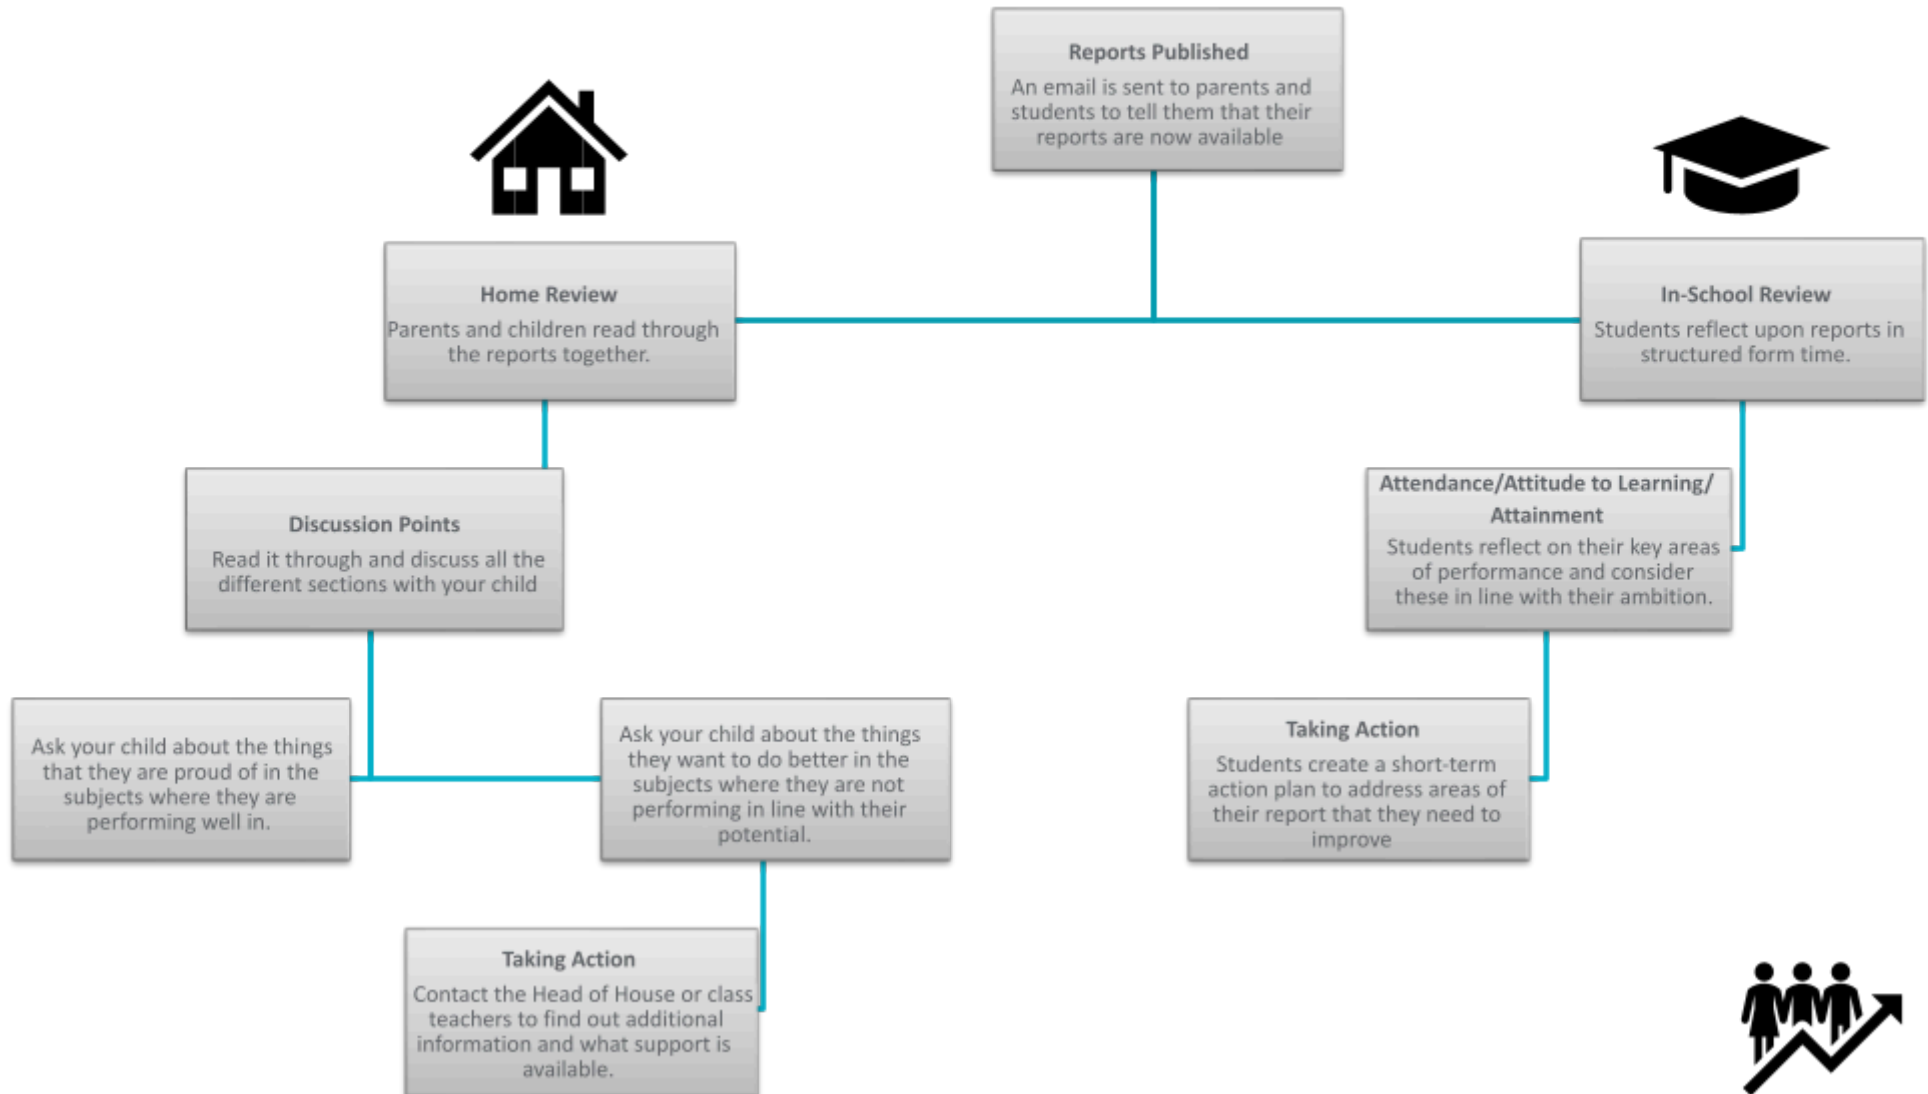 Reports Published
An email is sent to parents and
students to tell them that their
reports are now available
Home Review
Parents and children read through
the reports together.
In-School Review
Students reflect upon reports in
structured form time.
Discussion Points
Read it through and discuss all the
different sections with your child
Attendance/Attitude to Learning/
Attainment
Students reflect on their key areas
of performance and consider
these in line with their ambition.
Ask your child about the things
that they are proud of in the
subjects where they are
performing well in.
Ask your child about the things
they want to do better in the
subjects where they are not
performing in line with their
potential.
Taking Action
Students create a short-term
action plan to address areas of
their report that they need to
improve
Taking Action
Contact the Head of House or class
teachers to find out additional
information and what support is
available.